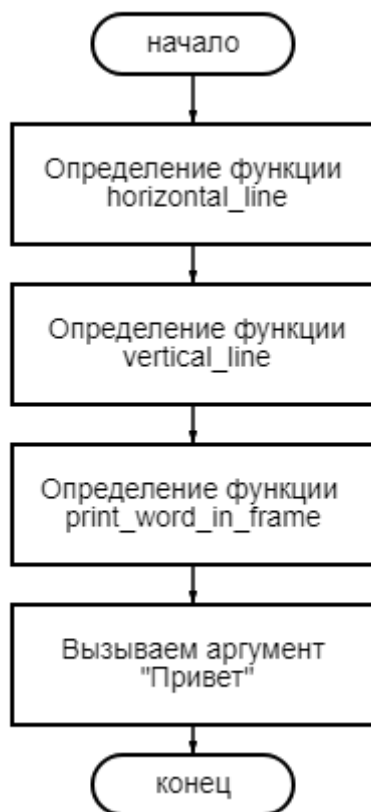 начало
Определение функции
horizontal_line
Определение функции
vertical_line
Определение функции
print_word_in_frame
Вызываем аргумент
"Привет"
конец